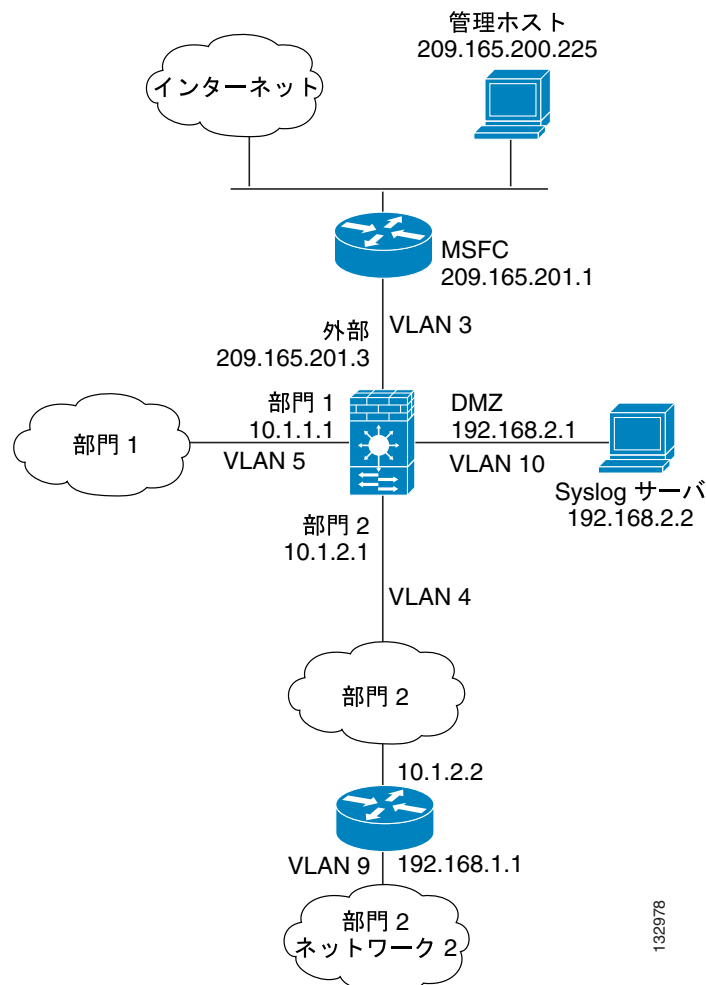 管理ホスト
209.165.200.225
インターネット
MSFC
209.165.201.1
外部
209.165.201.3
VLAN 3
部門 1
10.1.1.1
VLAN 5
部門 1
DMZ
192.168.2.1
VLAN 10
Syslog サーバ
192.168.2.2
部門 2
10.1.2.1
VLAN 4
部門 2
10.1.2.2
VLAN 9
192.168.1.1
部門 2
ネットワーク 2
132978